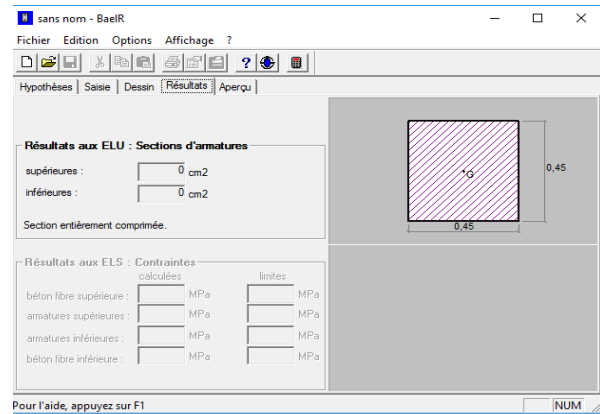 sans nom - BaelR
Fichier Edition Options Affichage ?
Hypothèses Saisie Dessin Résultats Aperçu
Résultats aux ELU : Sections d'armatures
supérieures : 0 cm2
inférieures : 0 cm2
Section entièrement comprimée.
G
0,45
0,45
Résultats aux ELS : Contraintes
calculées limites
béton fibre supérieure : MPa MPa
armatures supérieures : MPa MPa
armatures inférieures : MPa MPa
béton fibre inférieure : MPa MPa
Pour l'aide, appuyez sur F1
NUM